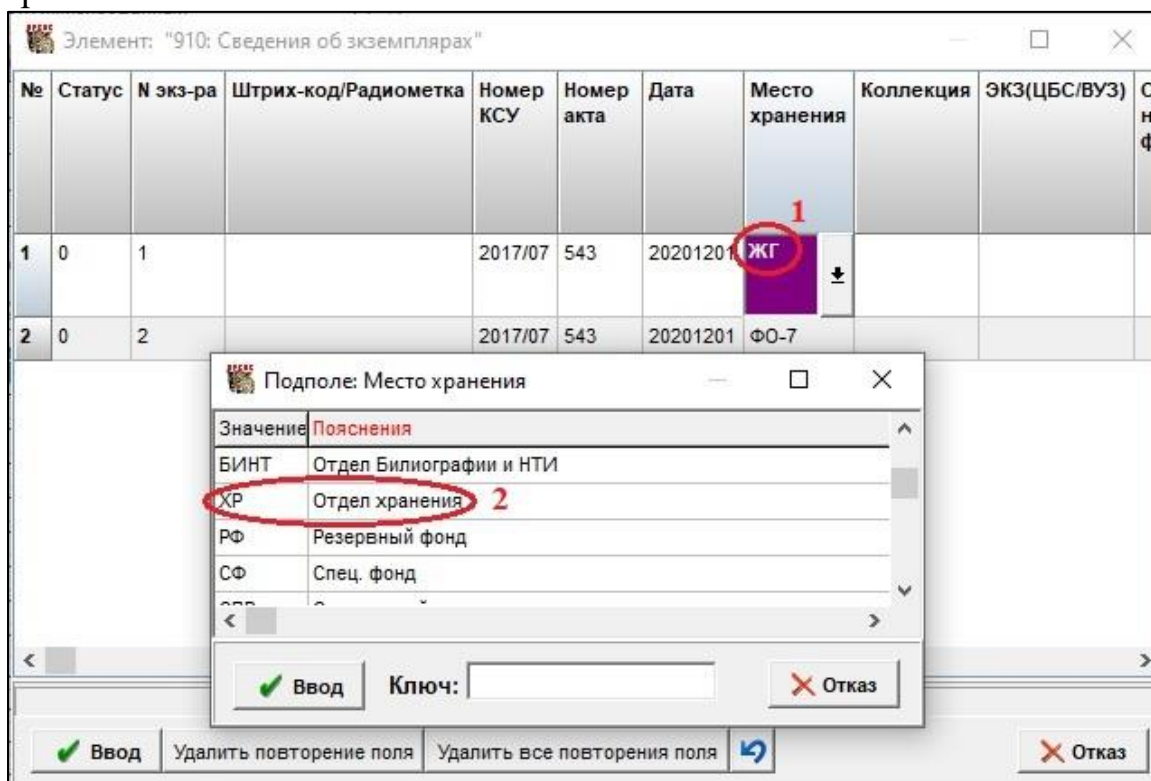 Элемент: "910: Сведения об экземплярах"
№ Статус N экз-ра Штрих-код/Радиометка Номер КСУ Номер акта Дата Место хранения Коллекция ЭКЗ(ЦБС/ВУЗ)
1
1 0 1 2017/07 543 20201201 ЖГ
2 0 2 2017/07 543 20201201 ФО-7
Подполе: Место хранения
Значение Пояснения
БИНТ Отдел Билиографии и НТИ
ХР Отдел хранения 2
РФ Резервный фонд
СФ Спец. фонд
Ввод Ключ: Отказ
Ввод Удалить повторение поля Удалить все повторения поля Отказ